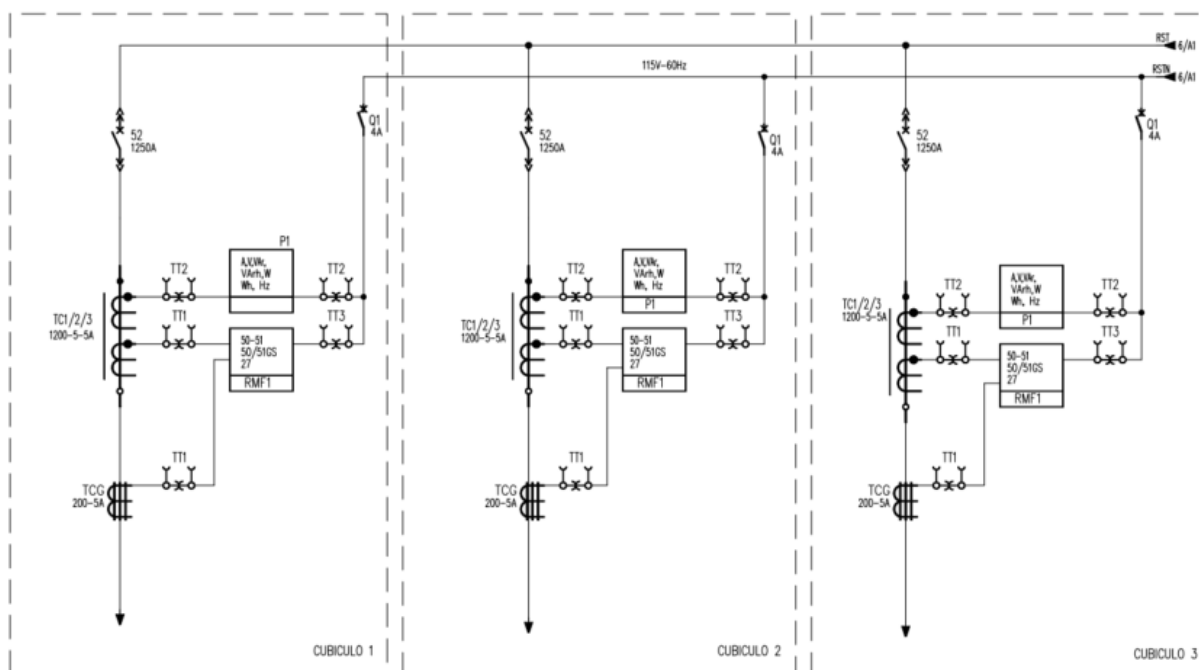 RST
6/A1
115V-60Hz
RSTN
6/A1
52
1250A
Q1
4A
P1
A,V,VAr,
VArh,W
Wh, Hz
TT2
TT2
TC1/2/3
1200-5-5A
TT1
50-51
50/51GS
27
RMF1
TT3
TT1
TCG
200-5A
CUBICULO 1
52
1250A
Q1
4A
TT2
A,V,VAr,
VArh,W
Wh, Hz
P1
TT2
TC1/2/3
1200-5-5A
TT1
50-51
50/51GS
27
RMF1
TT3
TT1
TCG
200-5A
CUBICULO 2
52
1250A
Q1
4A
TT2
A,V,VAr,
VArh,W
Wh, Hz
P1
TT2
TC1/2/3
1200-5-5A
TT1
50-51
50/51GS
27
RMF1
TT3
TT1
TCG
200-5A
CUBICULO 3